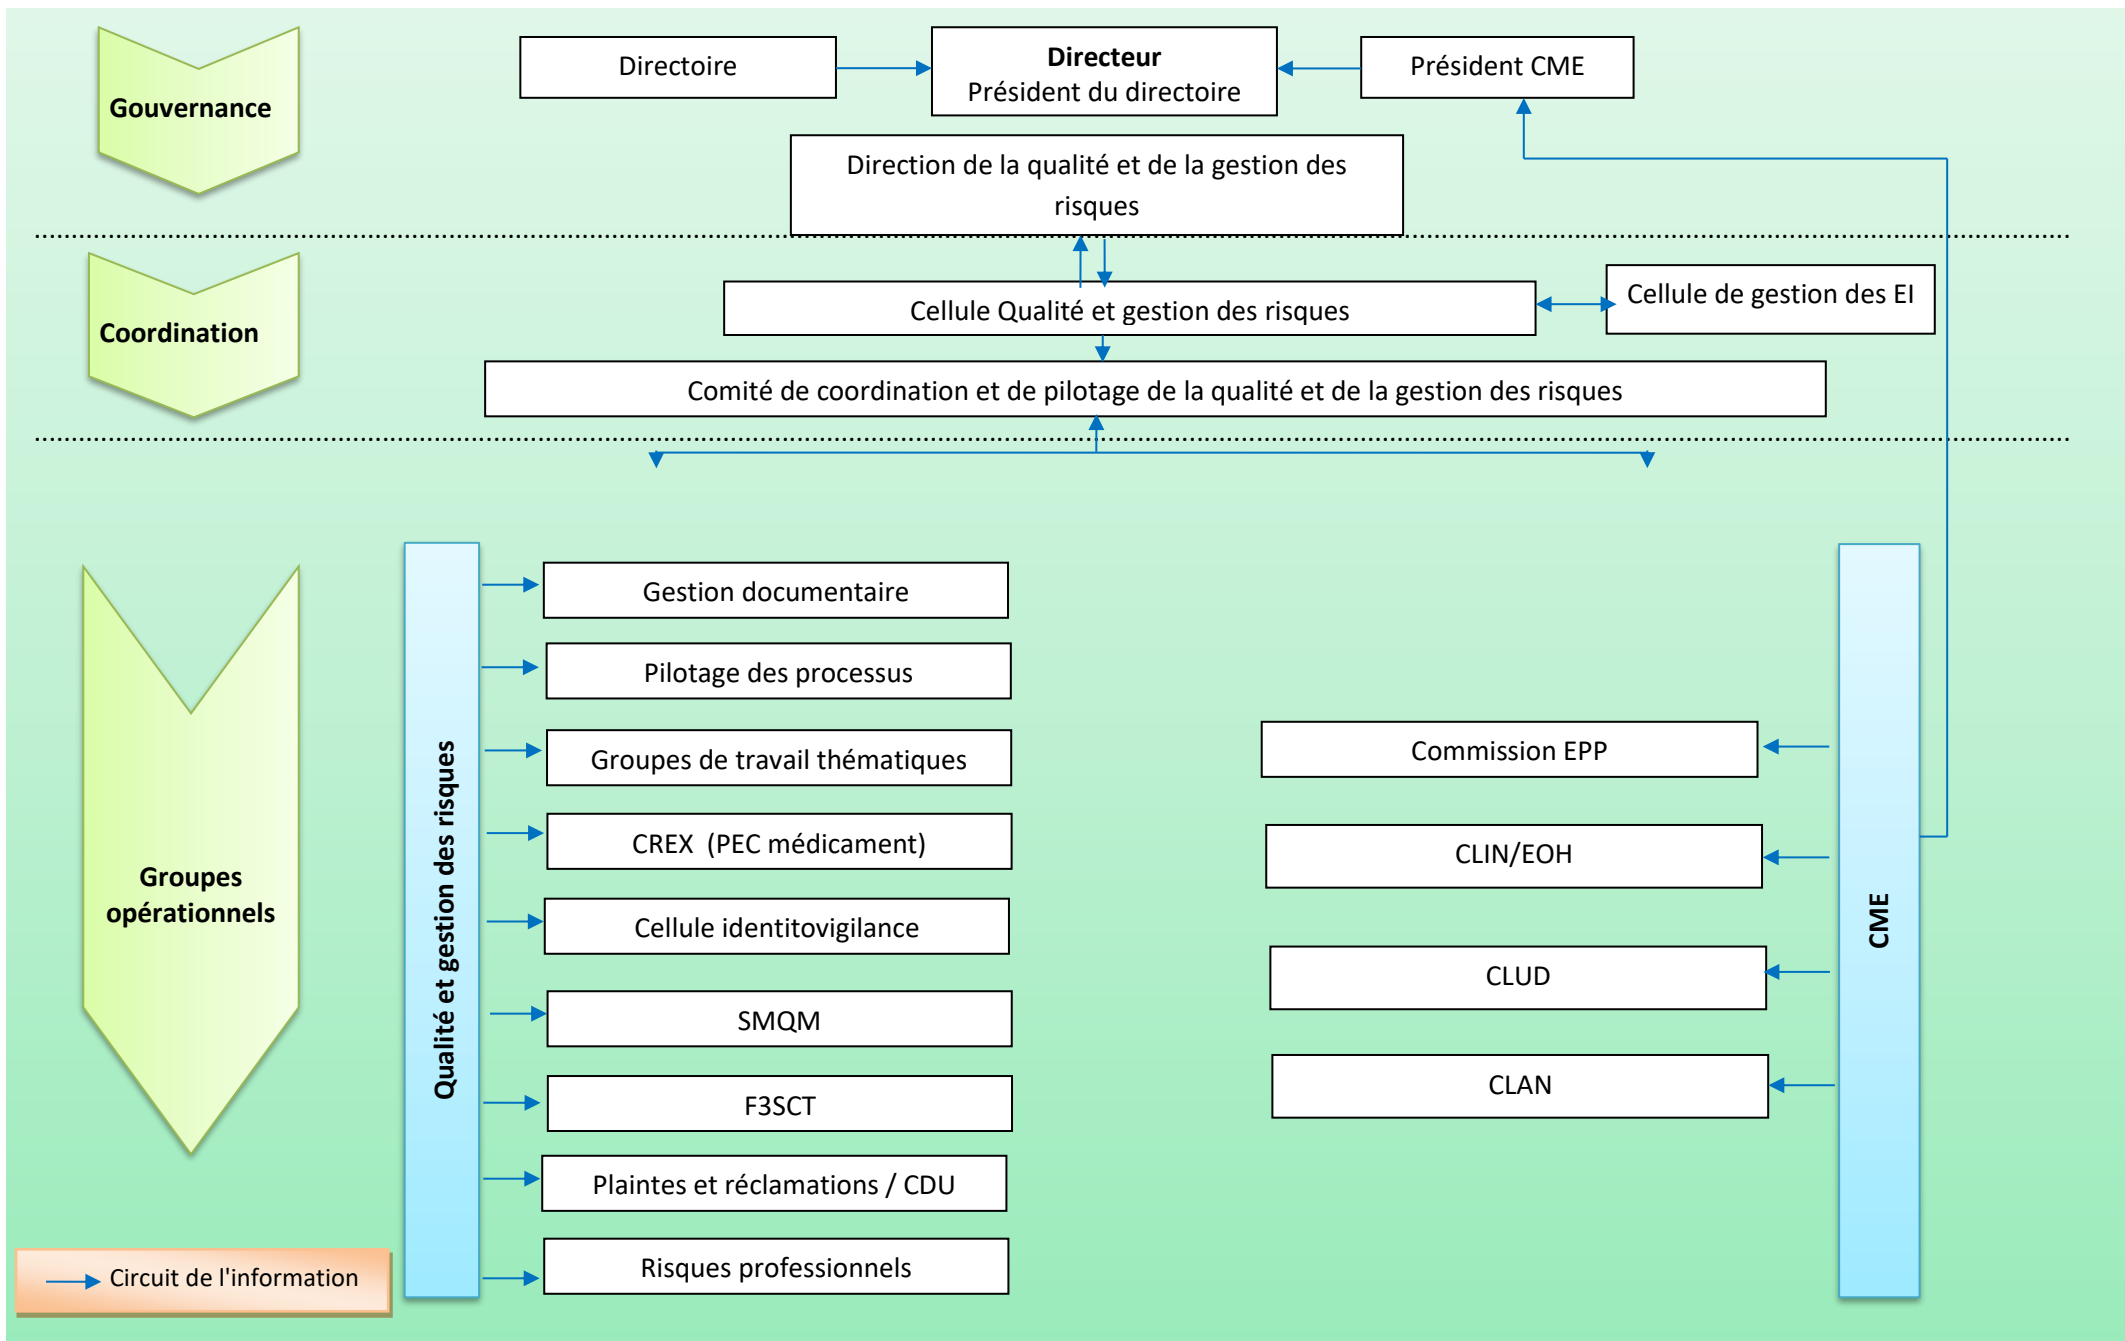 Gouvernance
Directoire
Directeur
Président du directoire
Président CME
Direction de la qualité et de la gestion des
risques
Coordination
Cellule Qualité et gestion des risques
Cellule de gestion des EI
Comité de coordination et de pilotage de la qualité et de la gestion des risques
Groupes
opérationnels
Qualité et gestion des risques
Gestion documentaire
Pilotage des processus
Groupes de travail thématiques
CREX  (PEC médicament)
Cellule identitovigilance
SMQM
F3SCT
Plaintes et réclamations / CDU
Risques professionnels
Commission EPP
CLIN/EOH
CLUD
CLAN
CME
Circuit de l'information